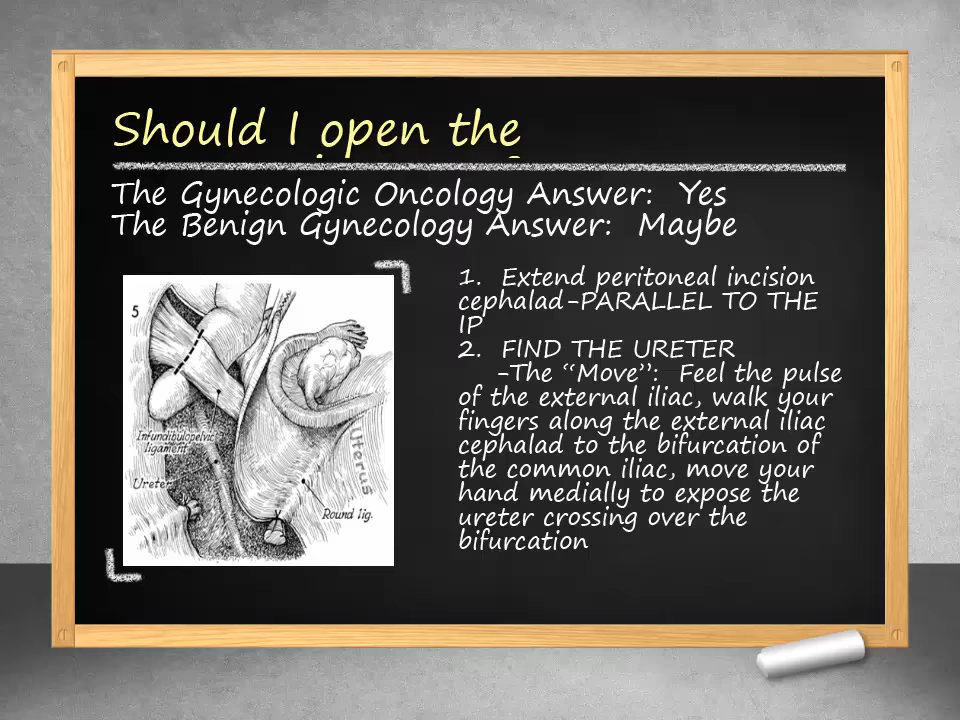 Should I open the
The Gynecologic Oncology Answer:  Yes
The Benign Gynecology Answer:  Maybe
1.  Extend peritoneal incision
cephalad-PARALLEL TO THE
IP
2.  FIND THE URETER
-The “Move”:  Feel the pulse
of the external iliac, walk your
fingers along the external iliac
cephalad to the bifurcation of
the common iliac, move your
hand medially to expose the
ureter crossing over the
bifurcation
5
Infundibulopelvic
ligament
Ureter
Uterus
Round lig.